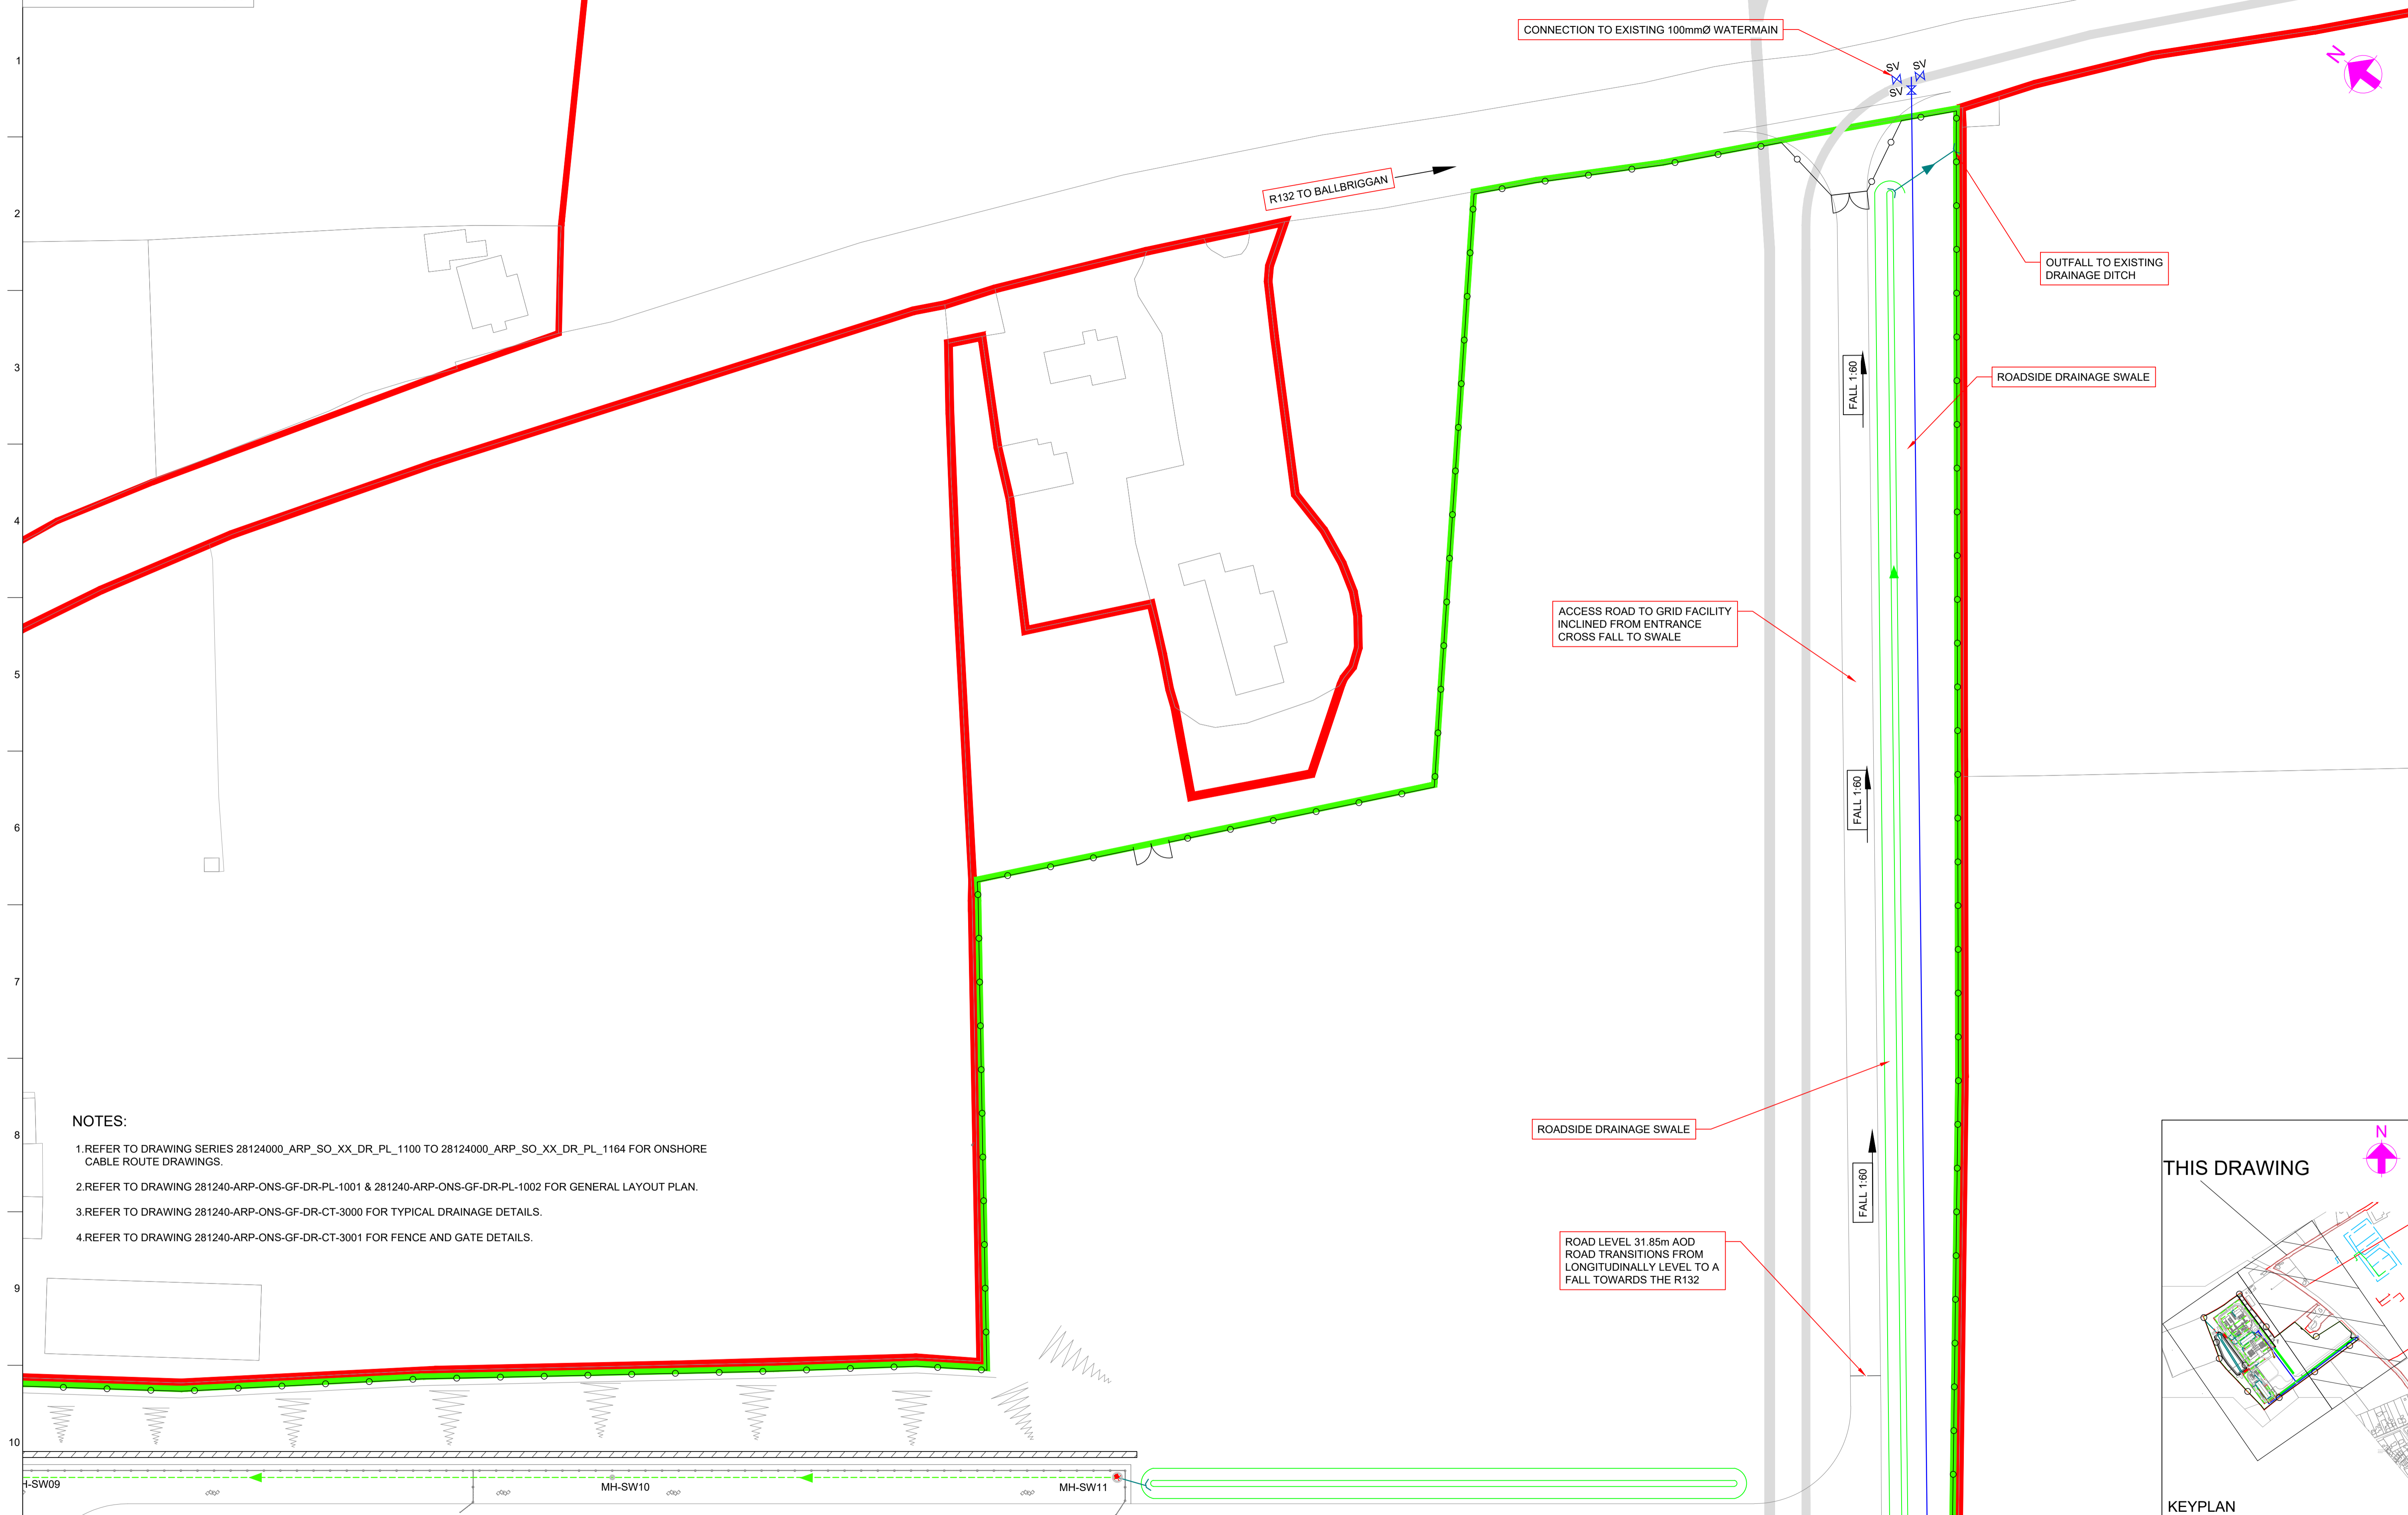 CONNECTION TO EXISTING 100mmØ WATERMAIN
1
SV
SV
SV
N
R132 TO BALLBRIGGAN
2
OUTFALL TO EXISTING
DRAINAGE DITCH
3
FALL 1:60
ROADSIDE DRAINAGE SWALE
4
ACCESS ROAD TO GRID FACILITY
INCLINED FROM ENTRANCE
CROSS FALL TO SWALE
5
FALL 1:60
6
7
NOTES:
8
1.REFER TO DRAWING SERIES 28124000_ARP_SO_XX_DR_PL_1100 TO 28124000_ARP_SO_XX_DR_PL_1164 FOR ONSHORE
CABLE ROUTE DRAWINGS.
2.REFER TO DRAWING 281240-ARP-ONS-GF-DR-PL-1001 & 281240-ARP-ONS-GF-DR-PL-1002 FOR GENERAL LAYOUT PLAN.
3.REFER TO DRAWING 281240-ARP-ONS-GF-DR-CT-3000 FOR TYPICAL DRAINAGE DETAILS.
4.REFER TO DRAWING 281240-ARP-ONS-GF-DR-CT-3001 FOR FENCE AND GATE DETAILS.
ROADSIDE DRAINAGE SWALE
FALL 1:60
ROAD LEVEL 31.85m AOD
ROAD TRANSITIONS FROM
LONGITUDINALLY LEVEL TO A
FALL TOWARDS THE R132
N
THIS DRAWING
9
10
H-SW09
MH-SW10
MH-SW11
KEYPLAN